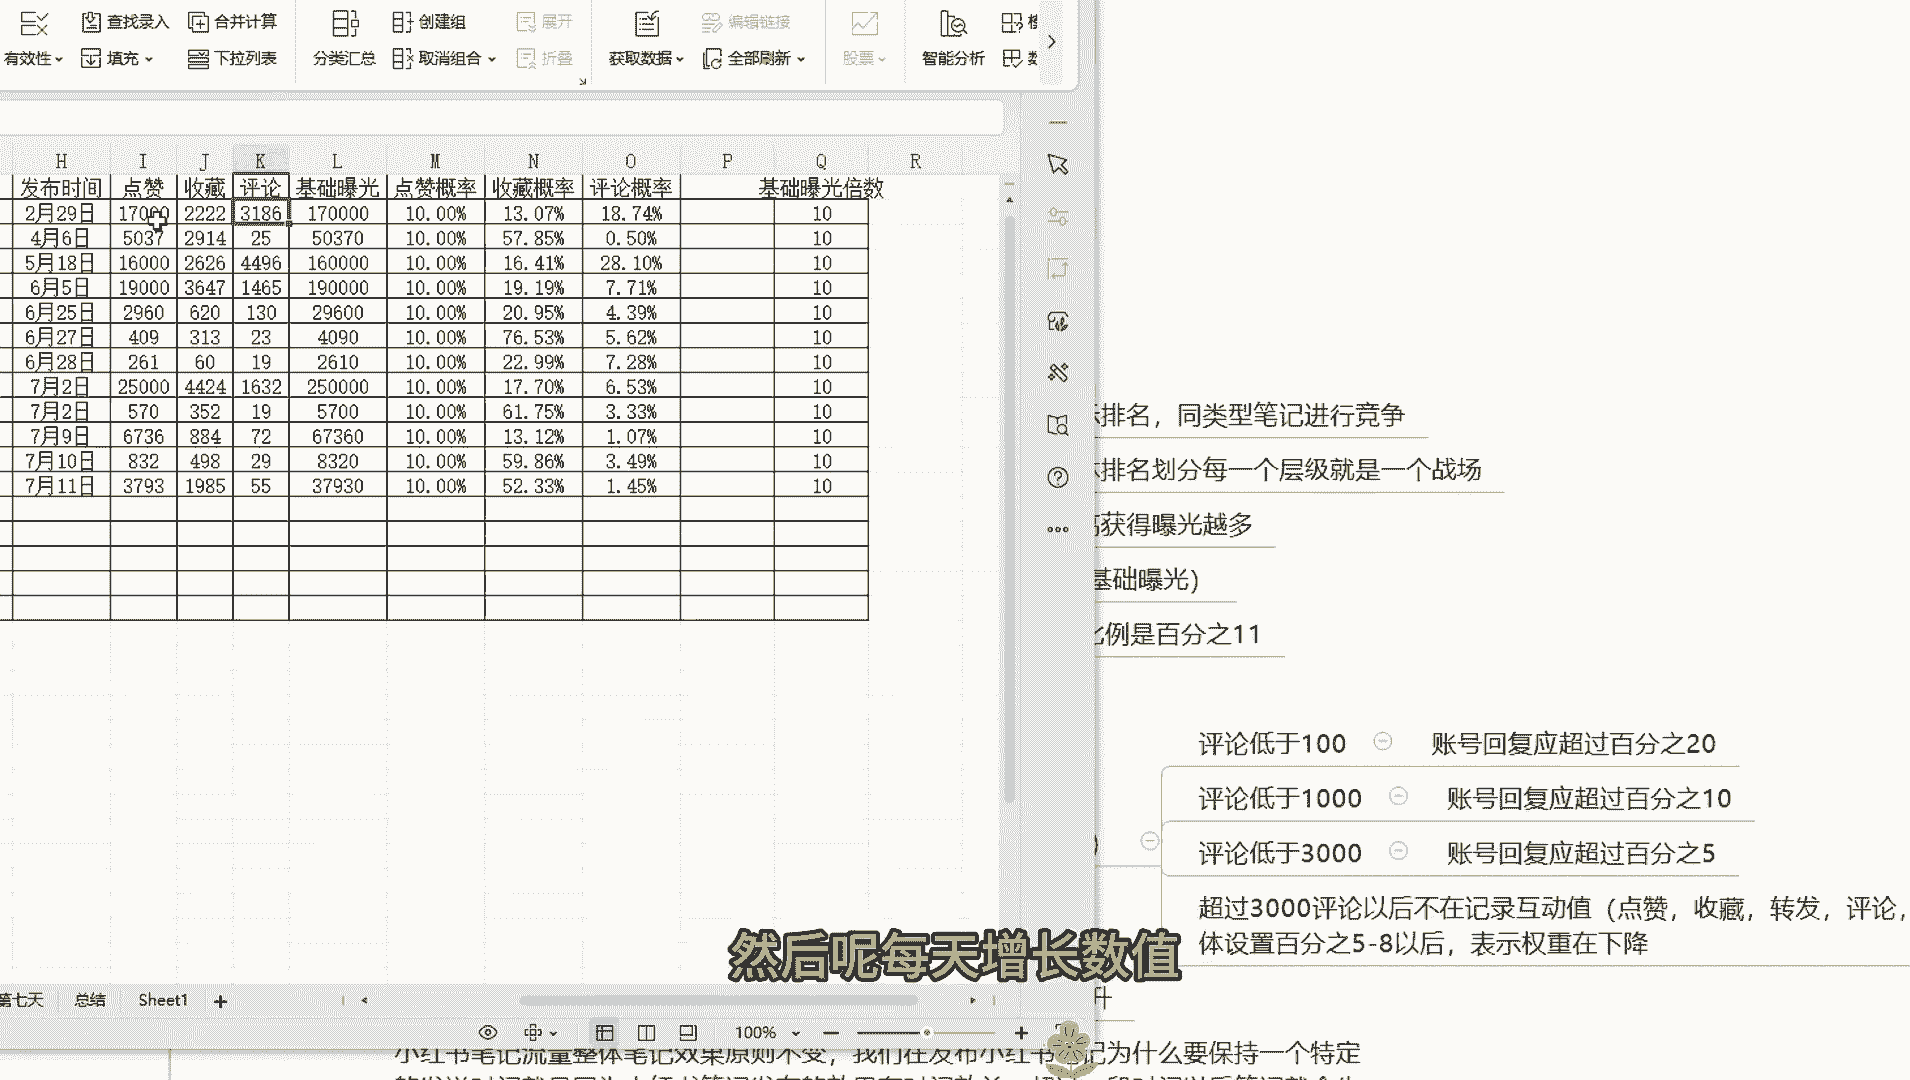 查找录入 合并计算 创建组 展开 编辑链接
有效性 填充 下拉列表 分类汇总 取消组合 折叠 获取数据 全部刷新 股票 智能分析
H I J K L M N O P Q R
发布时间 点赞 收藏 评论 基础曝光 点赞概率 收藏概率 评论概率 基础曝光倍数
2月29日 17000 2222 3186 170000 10.00% 13.07% 18.74% 10
4月6日 5037 2914 25 50370 10.00% 57.85% 0.50% 10
5月18日 16000 2626 4496 160000 10.00% 16.41% 28.10% 10
6月5日 19000 3647 1465 190000 10.00% 19.19% 7.71% 10
6月25日 2960 620 130 29600 10.00% 20.95% 4.39% 10
6月27日 409 313 23 4090 10.00% 76.53% 5.62% 10
6月28日 261 60 19 2610 10.00% 22.99% 7.28% 10
7月2日 25000 4424 1632 250000 10.00% 17.70% 6.53% 10
7月2日 570 352 19 5700 10.00% 61.75% 3.33% 10
7月9日 6736 884 72 67360 10.00% 13.12% 1.07% 10
7月10日 832 498 29 8320 10.00% 59.86% 3.49% 10
7月11日 3793 1985 55 37930 10.00% 52.33% 1.45% 10
排名，同类型笔记进行竞争
排名划分每一个层级就是一个战场
获得曝光越多
基础曝光)
例是百分之11
评论低于100 账号回复应超过百分之20
评论低于1000 账号回复应超过百分之10
评论低于3000 账号回复应超过百分之5
超过3000评论以后不在记录互动值（点赞，收藏，转发，评论，
体设置百分之5-8以后，表示权重在下降
然后呢每天增长数值
第七天 总结 Sheet1
升
100%
小红书笔记流量整体笔记效果原则不变，我们在发布小红书笔记为什么要保持一个特定